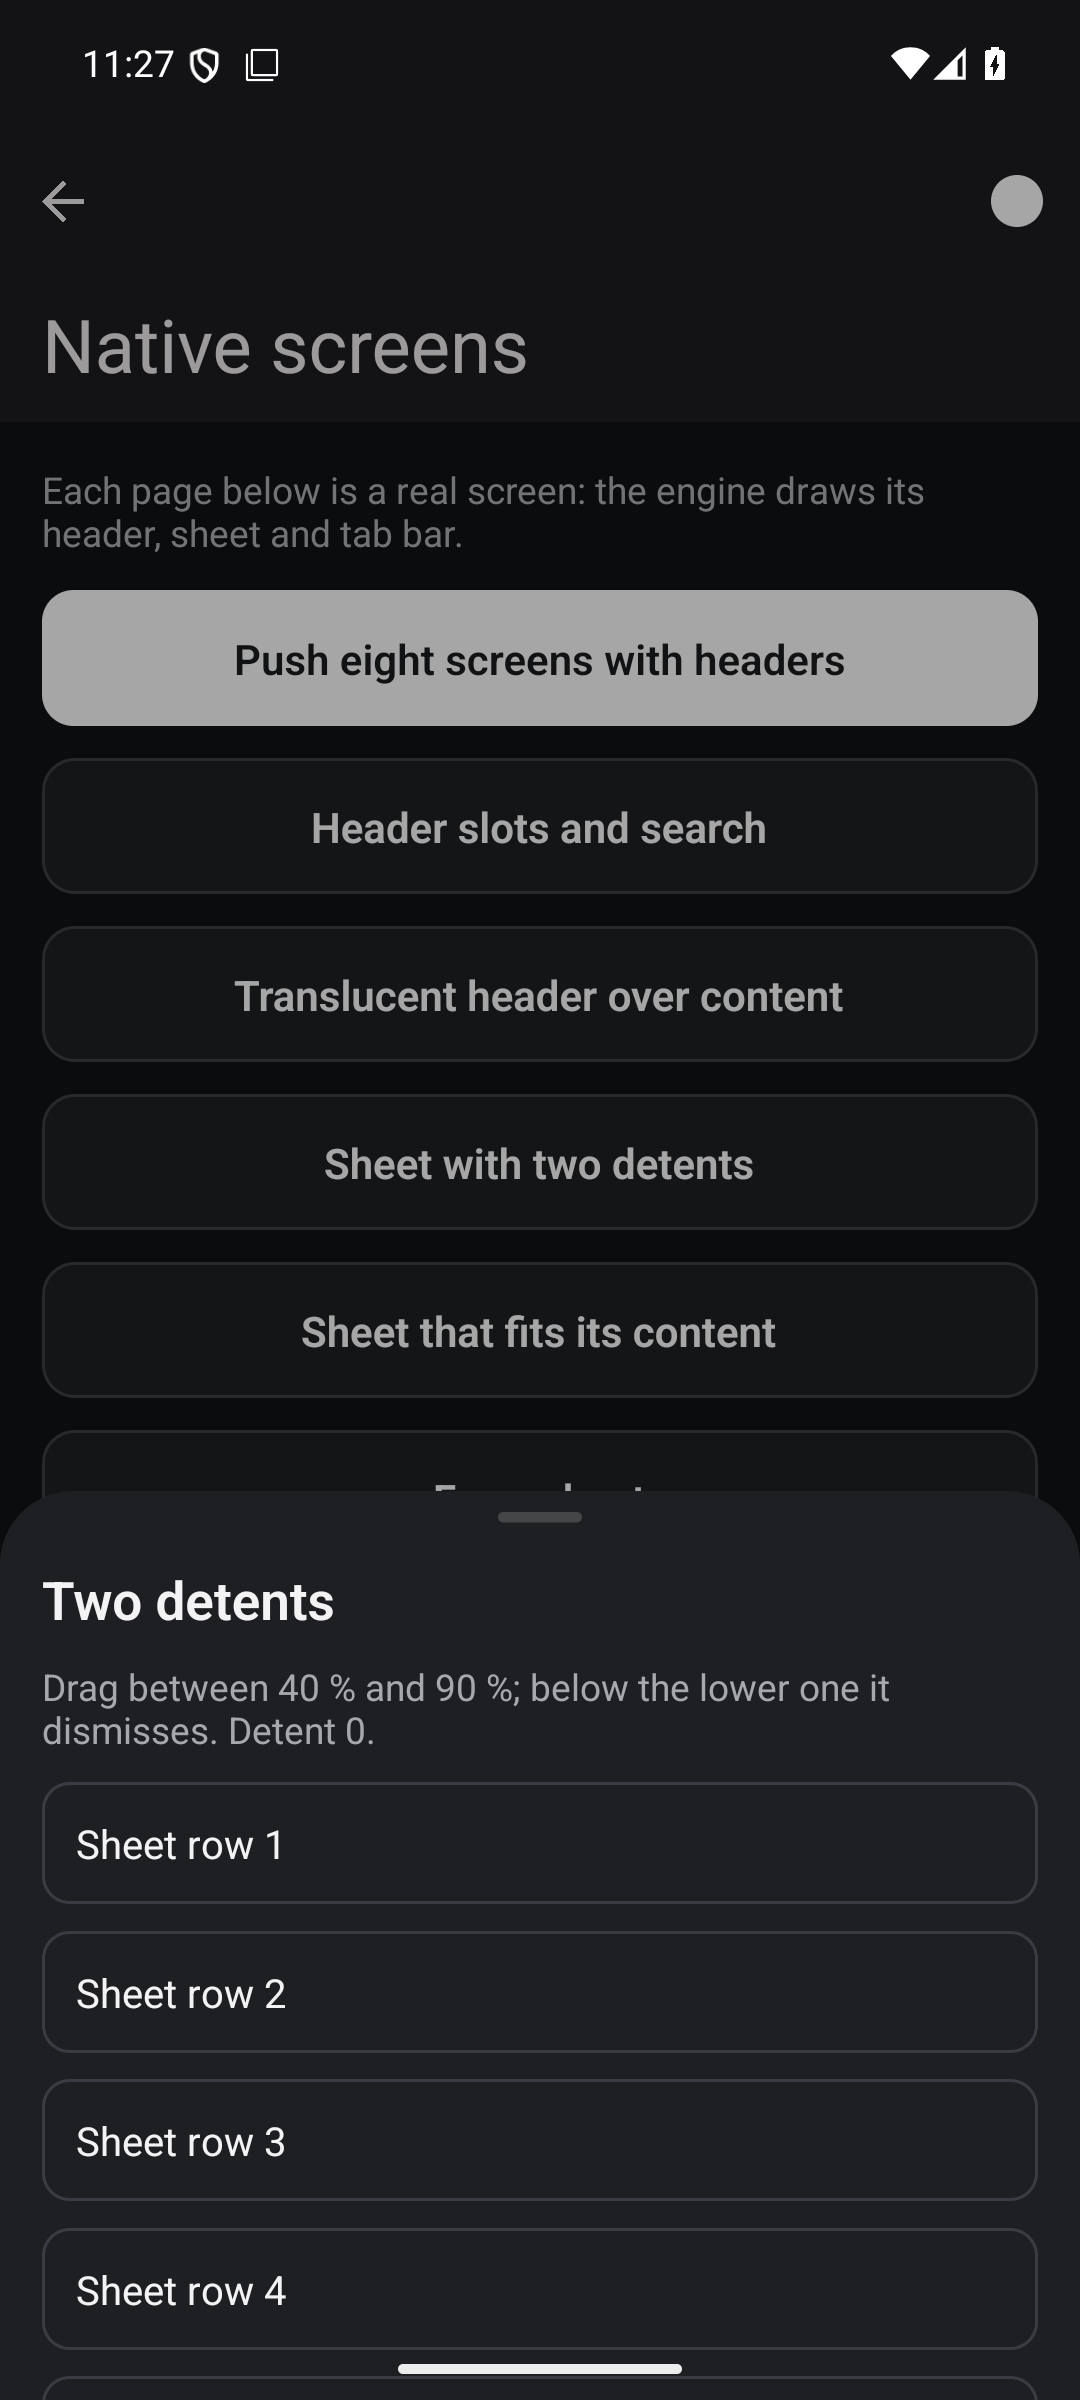 11:27
Native screens
Each page below is a real screen: the engine draws its
header, sheet and tab bar.
Push eight screens with headers
Header slots and search
Translucent header over content
Sheet with two detents
Sheet that fits its content
Two detents
Drag between 40 % and 90 %; below the lower one it
dismisses. Detent 0.
Sheet row 1
Sheet row 2
Sheet row 3
Sheet row 4